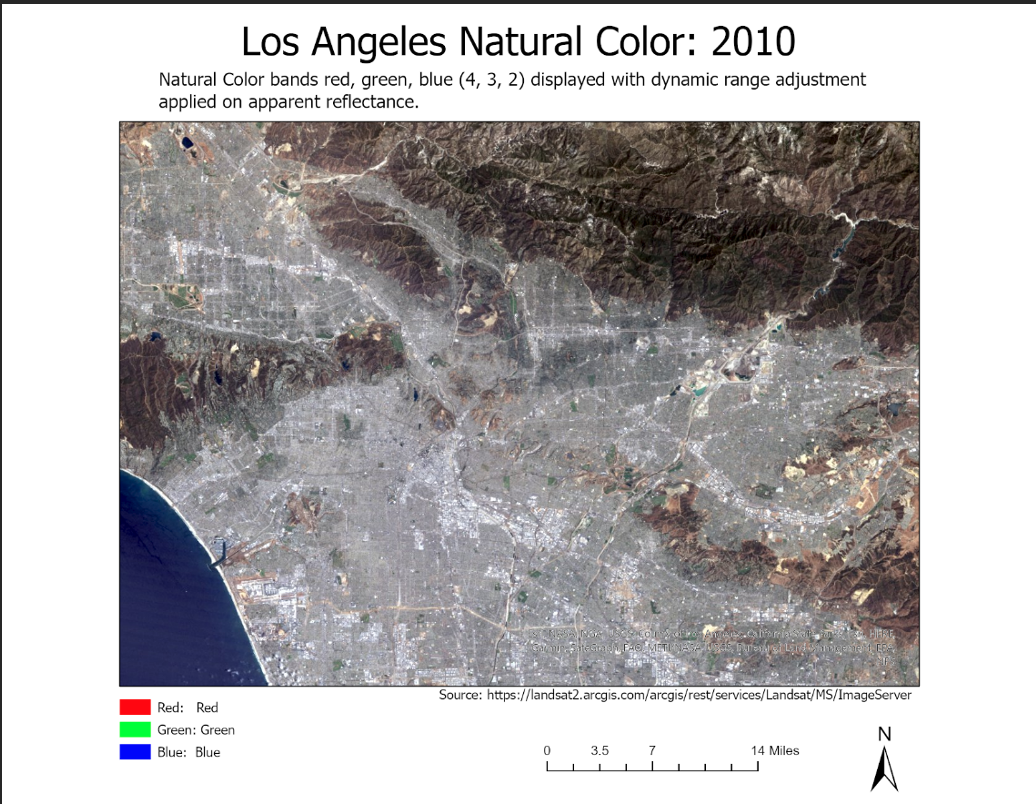 Los Angeles Natural Color: 2010
Natural Color bands red, green, blue (4, 3, 2) displayed with dynamic range adjustment
applied on apparent reflectance.
Source: https://landsat2.arcgis.com/arcgis/rest/services/Landsat/MS/ImageServer
Red: Red
Green: Green
Blue: Blue
0 3.5 7 14 Miles
N